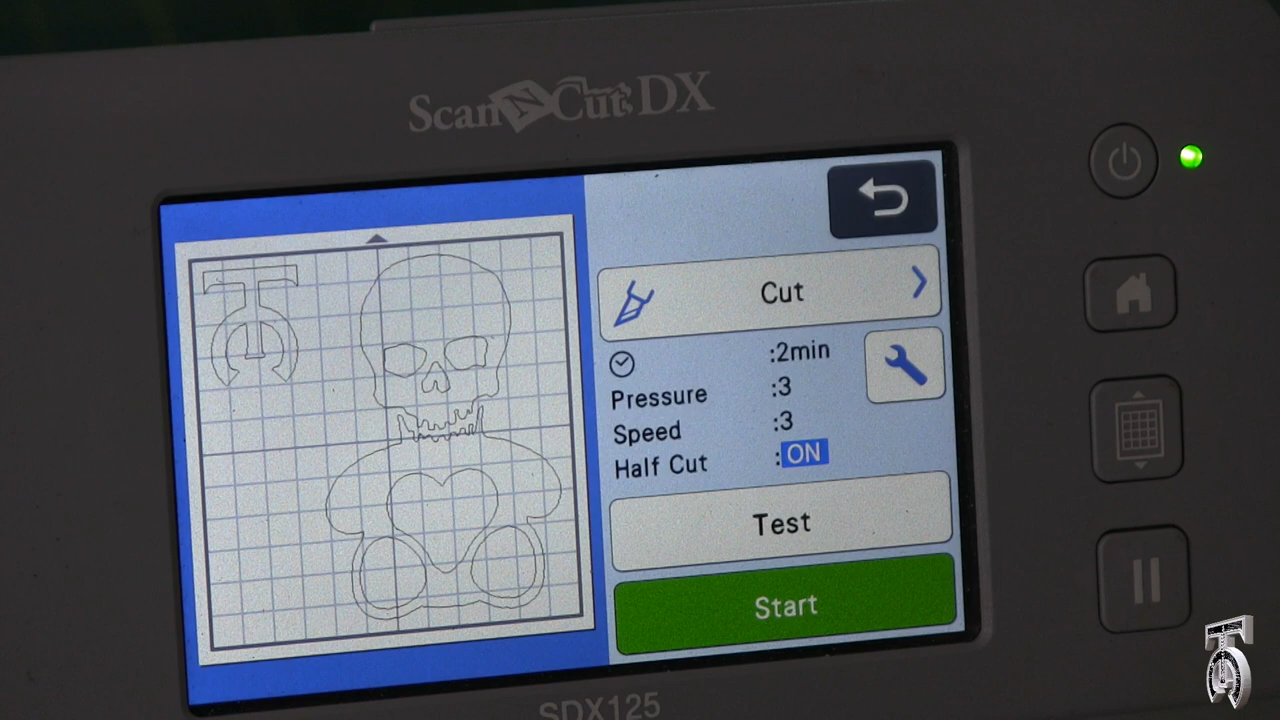 ScanNCut DX
Cut
:2min
Pressure :3
Speed :3
Half Cut :ON
Test
Start
SDX125